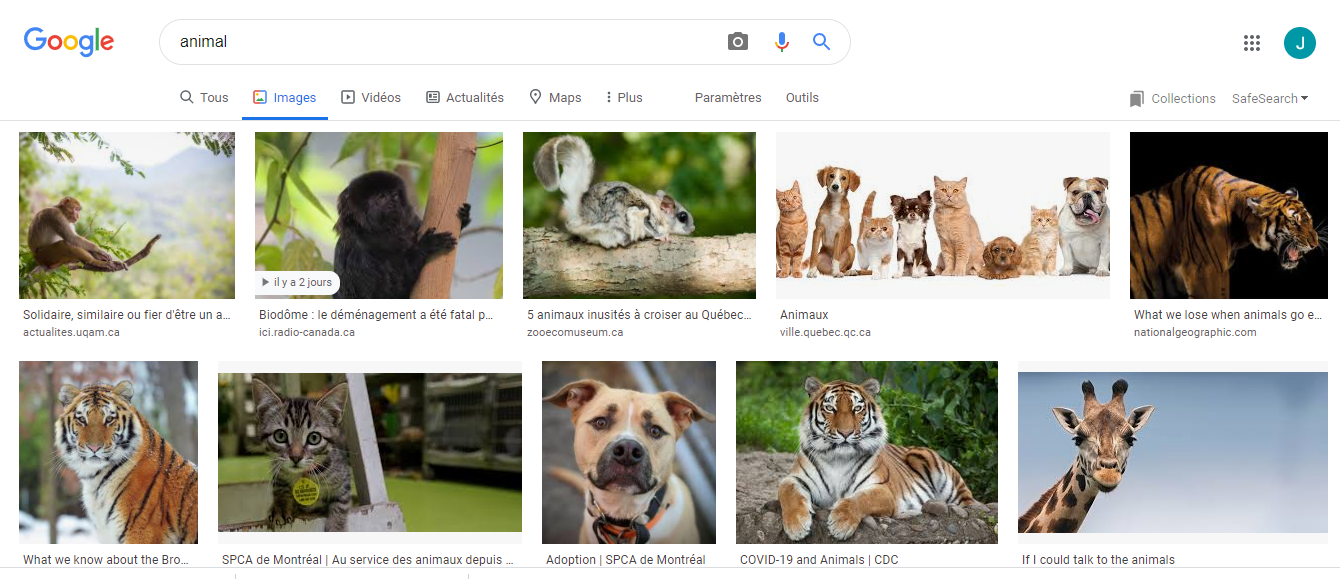 Google
animal
J
Tous
Images
Vidéos
Actualités
Maps
Plus
Paramètres
Outils
Collections
SafeSearch
il y a 2 jours
Solidaire, similaire ou fier d'être un a...
actualites.uqam.ca
Biodôme : le déménagement a été fatal p...
ici.radio-canada.ca
5 animaux inusités à croiser au Québec...
zooecomuseum.ca
Animaux
ville.quebec.qc.ca
What we lose when animals go e...
nationalgeographic.com
What we know about the Bro...
SPCA de Montréal | Au service des animaux depuis ...
Adoption | SPCA de Montréal
COVID-19 and Animals | CDC
If I could talk to the animals